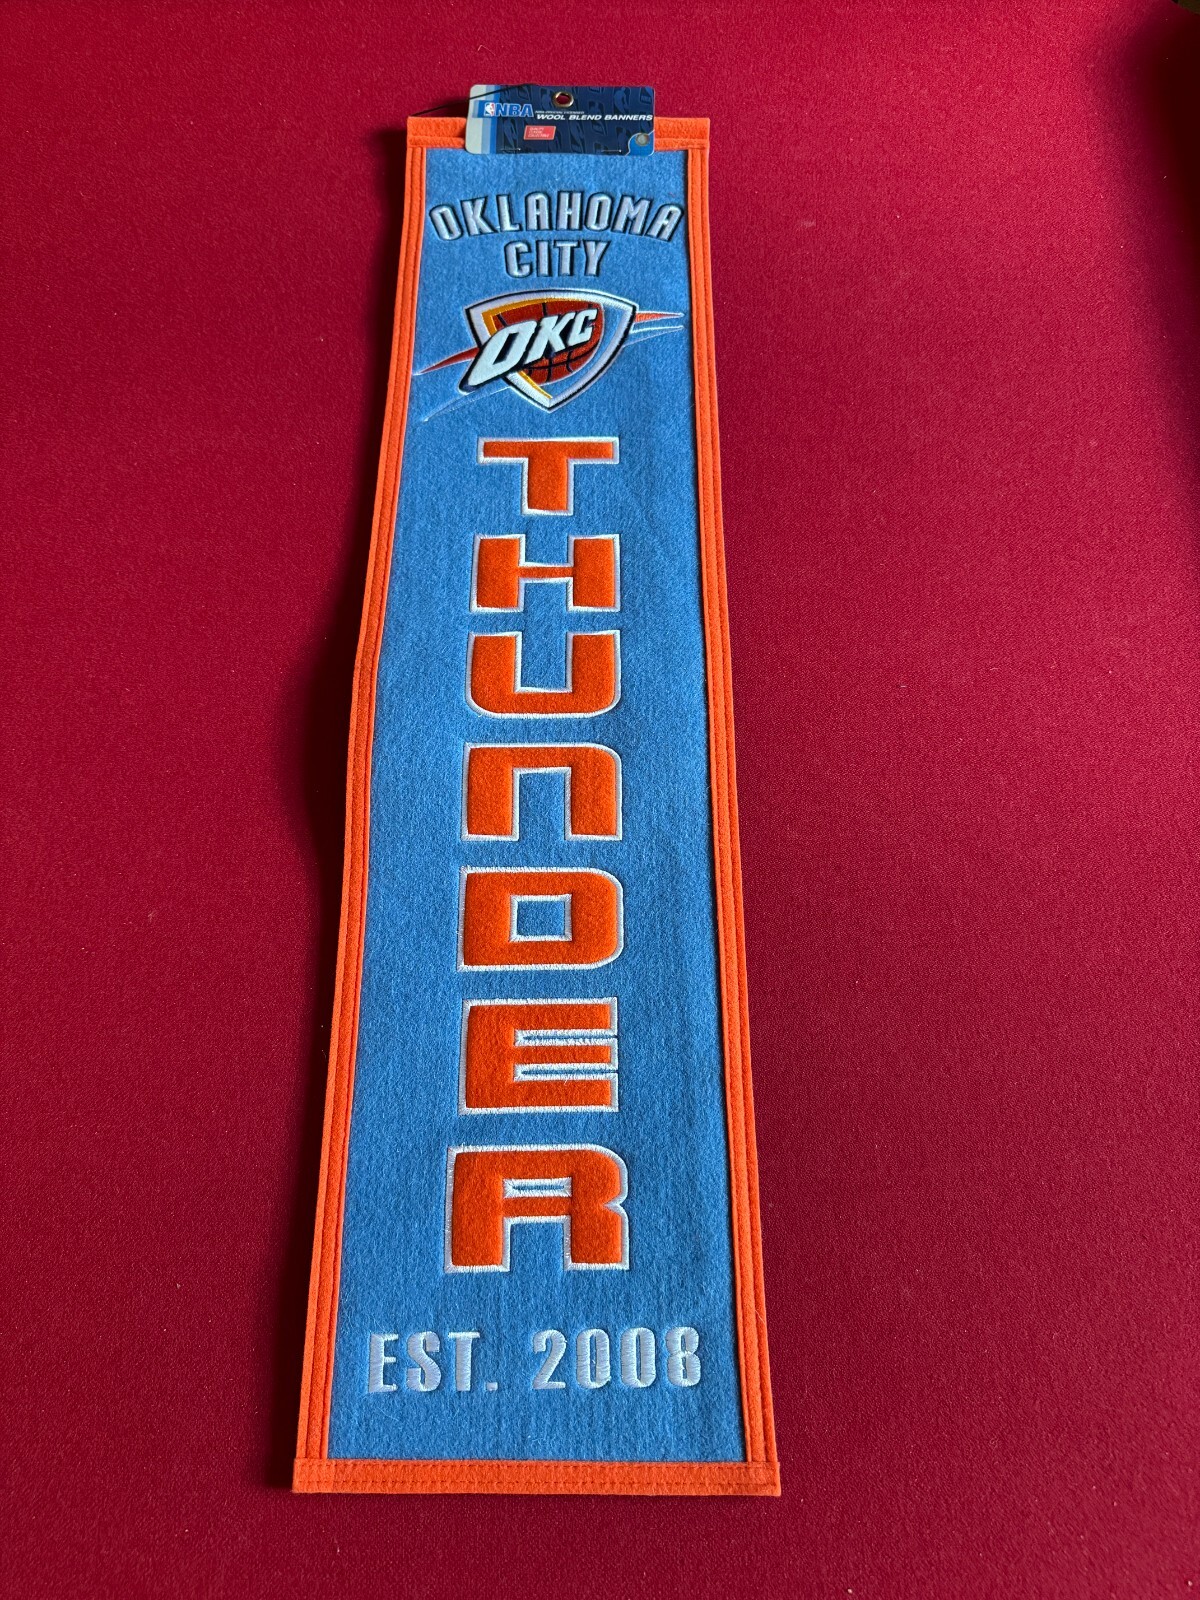 NBA
WOOL BLEND BANNERS
OKLAHOMA
CITY
OKC
THUNDER
EST. 2008